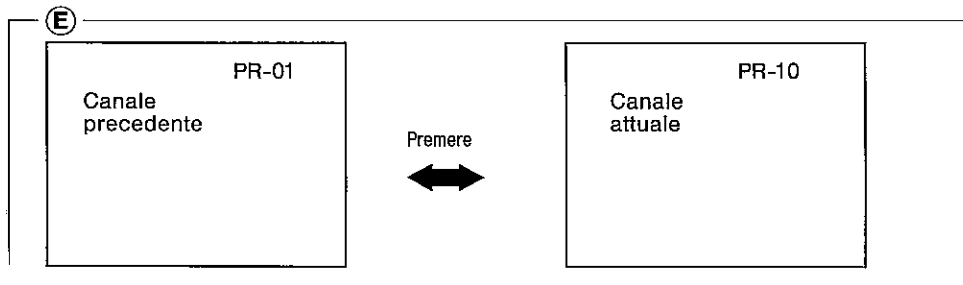 E
PR-01
Canale
precedente
Premere
PR-10
Canale
attuale